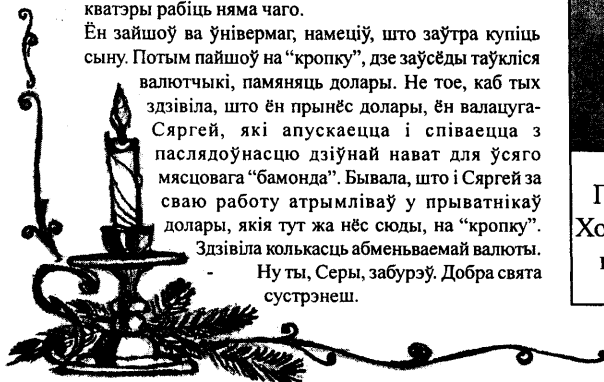 кватэры рабіць няма чаго.
Ён зайшоў ва ўнівермаг, намеціў, што заўтра купіць
сыну. Потым пайшоў на “кропку”, дзе заўсёды таўкліся
валютчыкі, памяняць долары. Не тое, каб тых
здзівіла, што ён прынёс долары, ён валацуга-
Сяргей, які апускаецца і співаецца з
паслядоўнасцю дзіўнай нават для ўсяго
мясцовага “бамонда”. Бывала, што і Сяргей за
сваю работу атрымліваў у прыватнікаў
долары, якія тут жа нёс сюды, на “кропку”.
Здзівіла колькасць абменьваемай валюты.
- Ну ты, Серы, забурэў. Добра свята
сустрэнеш.
Хо